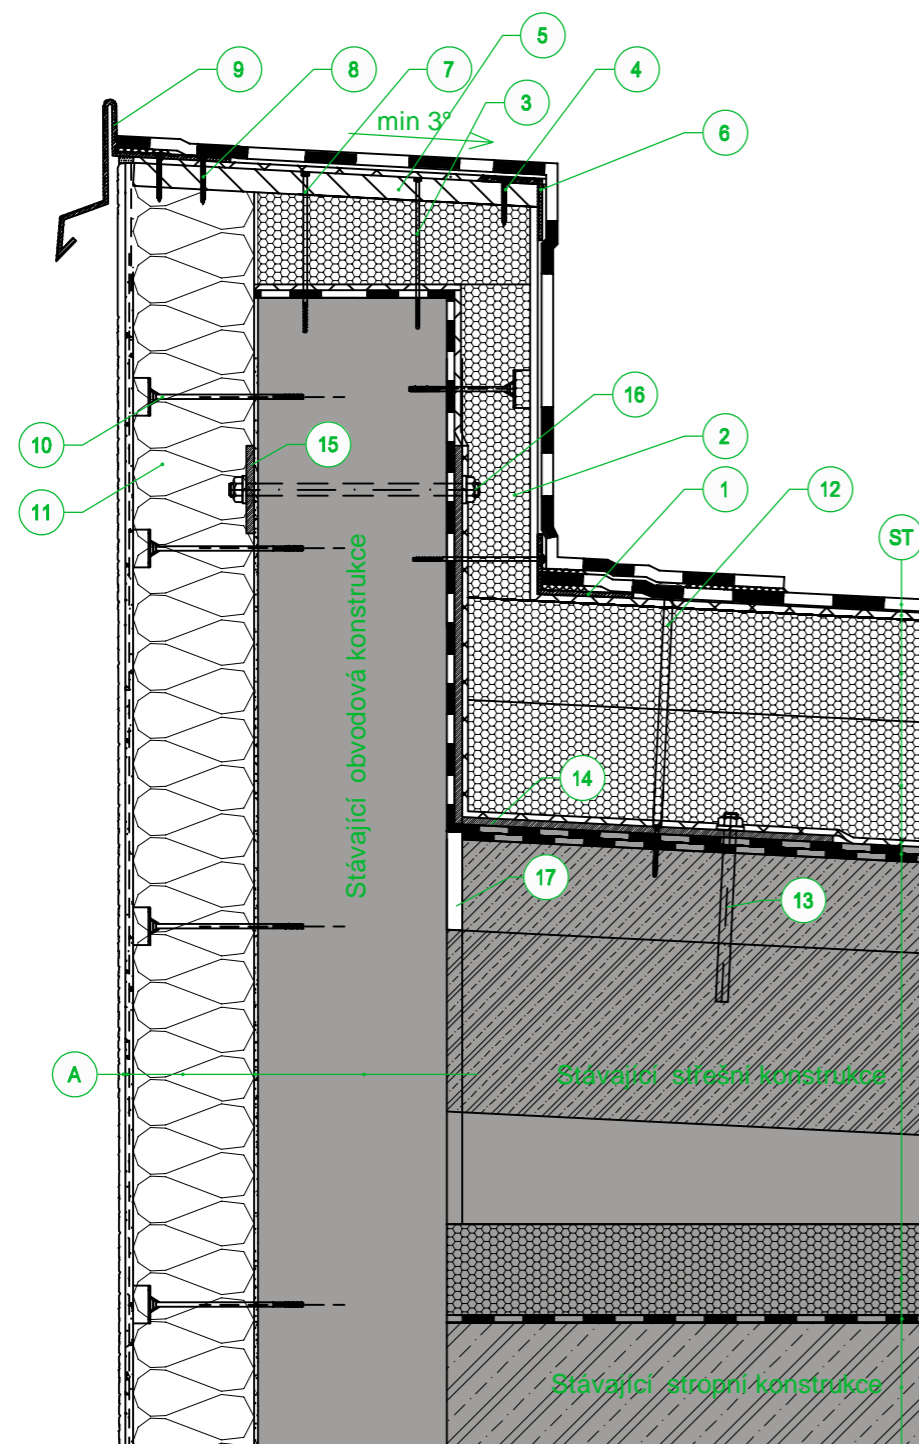 5
9
8
7
4
3
min 3°
6
16
2
10
15
1
12
11
ST
Stávající obvodová konstrukce
14
17
13
A
Stávající střešní konstrukce
Stávající stropní konstrukce